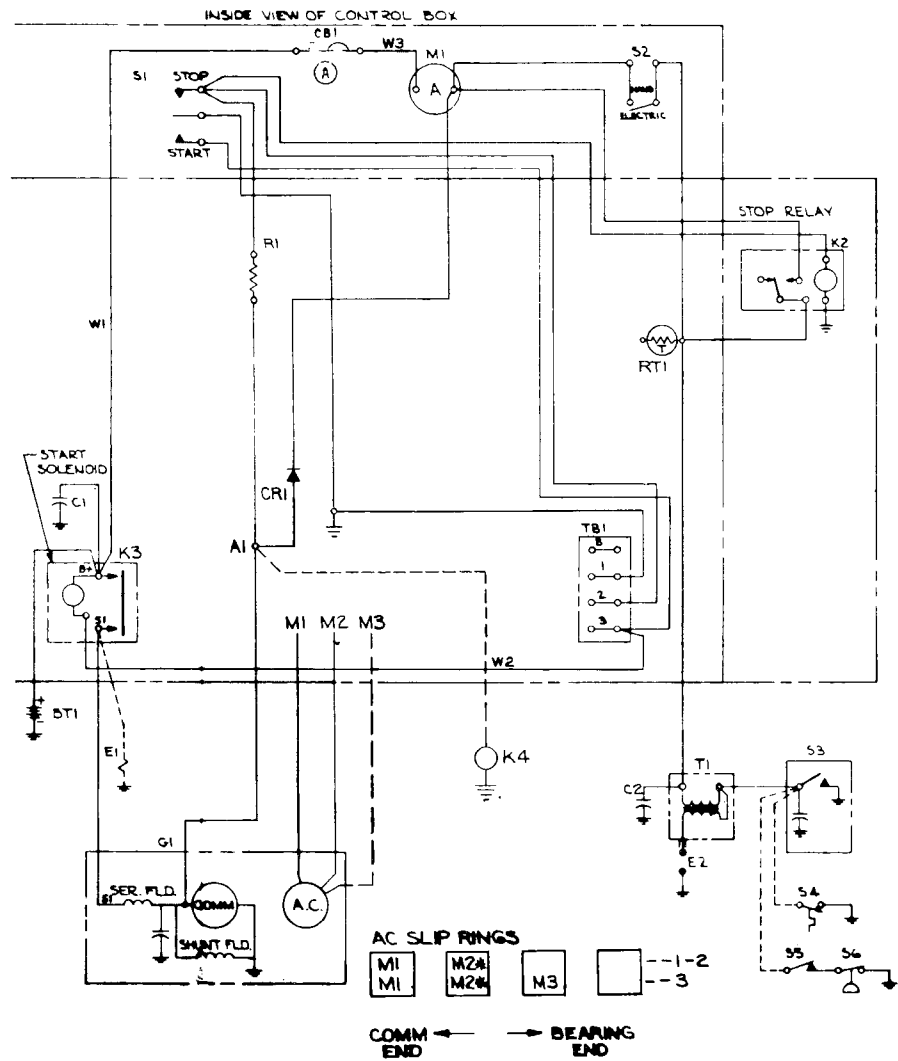 INSIDE VIEW OF CONTROL BOX
CB1
W3
A
M1
A
S2
HAND
ELECTRIC
S1
STOP
START
STOP RELAY
K2
R1
W1
T
RT1
START
SOLENOID
C1
CR1
TB1
B
1
2
3
K3
B+
S1
A1
M1 M2 M3
W2
+
-
BT1
E1
K4
T1
C2
E2
S3
S4
S5
S6
G1
S1
SER. FLD.
COMM
SHUNT FLD.
A.C.
AC SLIP RINGS
M1 M2* --1-2
M1 M2* M3 --3
COMM BEARING
END END